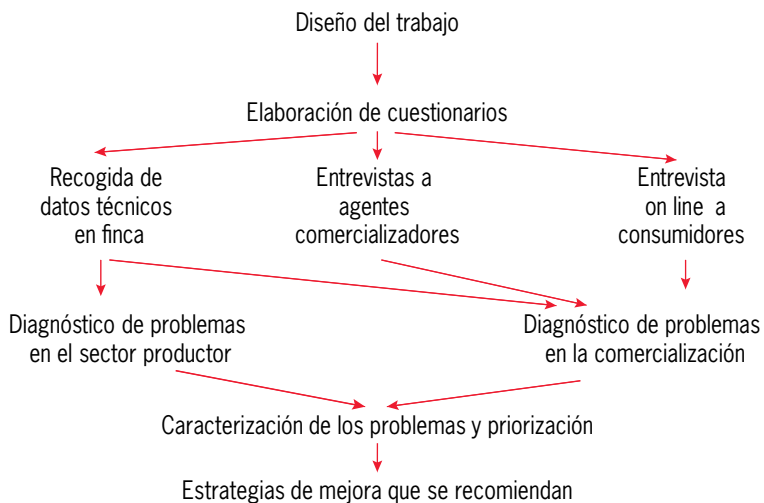 Diseño del trabajo
Elaboración de cuestionarios
Recogida de
datos técnicos
en finca
Entrevistas a
agentes
comercializadores
Entrevista
on line a
consumidores
Diagnóstico de problemas
en el sector productor
Diagnóstico de problemas
en la comercialización
Caracterización de los problemas y priorización
Estrategias de mejora que se recomiendan